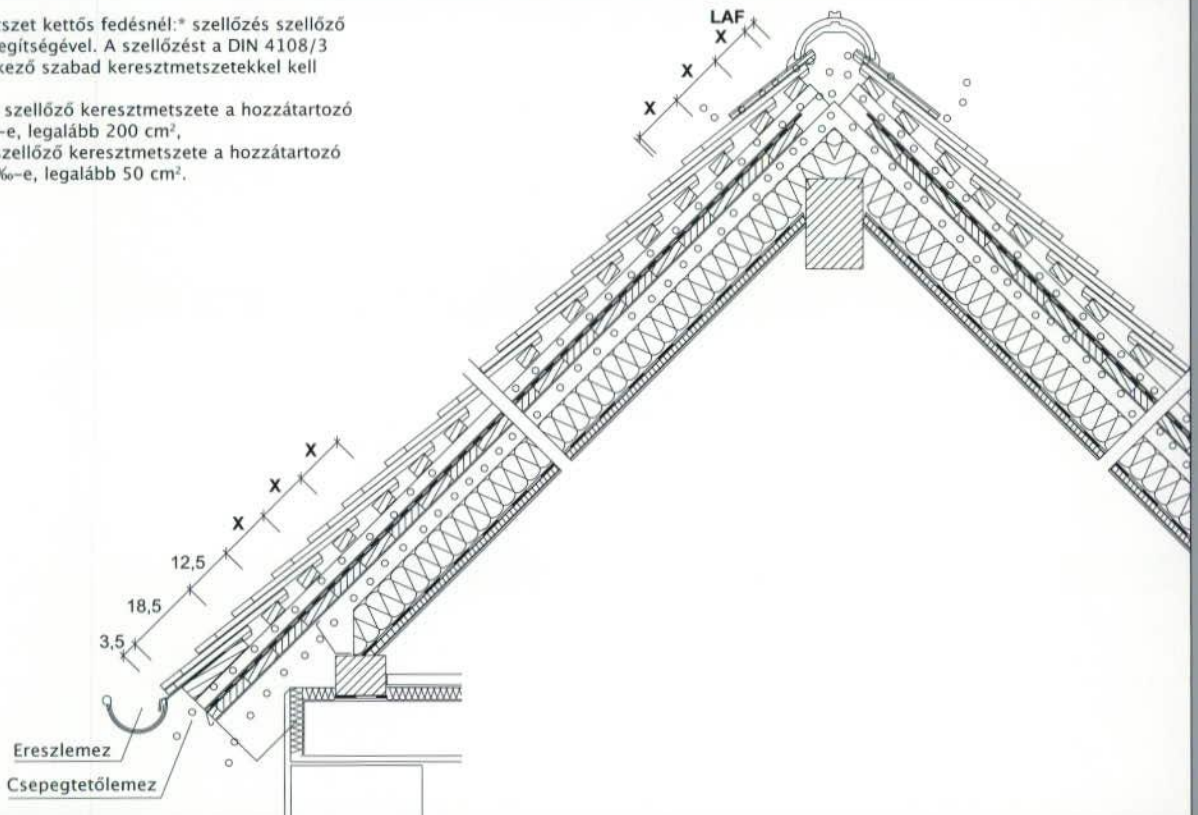 szet kettős fedésnél:* szellőzés szellőző
egítségével. A szellőzést a DIN 4108/3
kező szabad keresztmetszetekkel kell
szellőző keresztmetszete a hozzátartozó
-e, legalább 200 cm²,
szellőző keresztmetszete a hozzátartozó
‰-e, legalább 50 cm².
LAF
X
X
X
X
X
X
12,5
18,5
3,5
Ereszlemez
Csepegtetőlemez